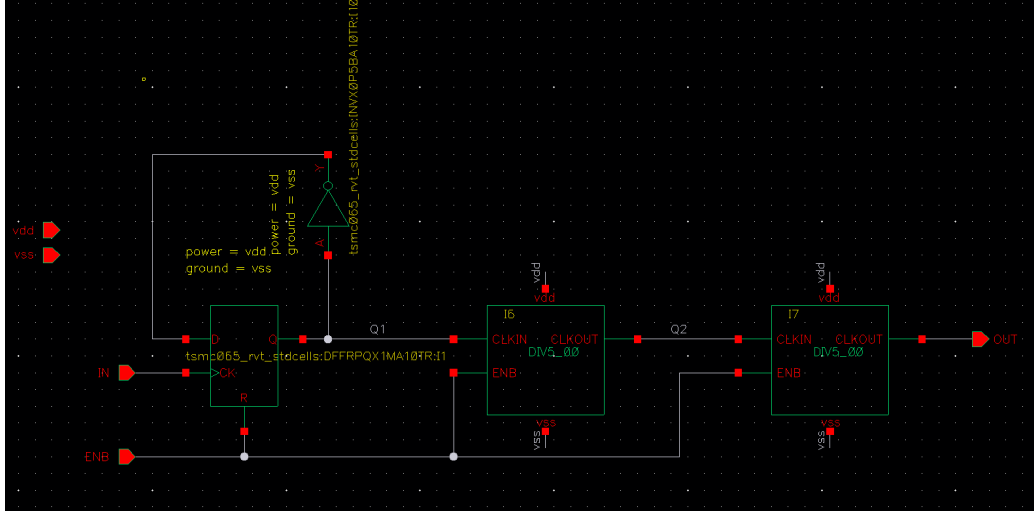 tsmc065_rvt_stdcells:INVX0P5BA10TR:I10
Y
power = vdd
ground = vss
A
vdd
vss
power = vdd
ground = vss
D
Q
tsmc065_rvt_stdcells:DFFRPQX1MA10TR:I1
CK
R
IN
ENB
Q1
vdd
vdd
I6
CLKIN
CLKOUT
DIV5_00
ENB
vss
vss
Q2
vdd
vdd
I7
CLKIN
CLKOUT
DIV5_00
ENB
vss
vss
OUT